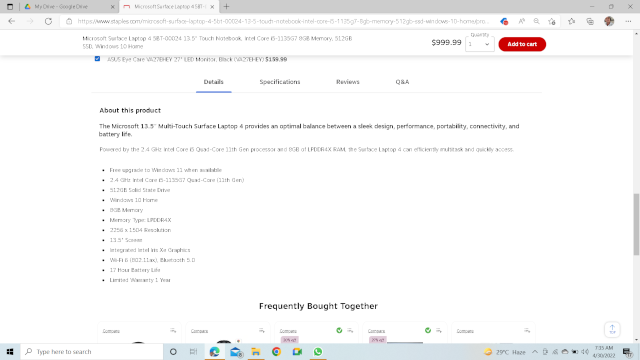 My Drive - Google Drive
Microsoft Surface Laptop 4 5BT-
https://www.staples.com/microsoft-surface-laptop-4-5bt-00024-13-5-touch-notebook-intel-core-i5-1135g7-8gb-memory-512gb-ssd-windows-10-home/pro...
Microsoft Surface Laptop 4 5BT-00024 13.5" Touch Notebook, Intel Core i5-1135G7 8GB Memory, 512GB
SSD, Windows 10 Home
$999.99
Quantity
1
Add to cart
ASUS Eye Care VA27EHEY 27" LED Monitor, Black (VA27EHEY) $159.99
Details
Specifications
Reviews
Q&A
About this product
The Microsoft 13.5" Multi-Touch Surface Laptop 4 provides an optimal balance between a sleek design, performance, portability, connectivity, and
battery life.
Powered by the 2.4 GHz Intel Core i5 Quad-Core 11th Gen processor and 8GB of LPDDR4X RAM, the Surface Laptop 4 can efficiently multitask and quickly access.
• Free upgrade to Windows 11 when available
• 2.4 GHz Intel Core i5-1135G7 Quad-Core (11th Gen)
• 512GB Solid State Drive
• Windows 10 Home
• 8GB Memory
• Memory Type: LPDDR4X
• 2256 x 1504 Resolution
• 13.5" Screen
• Integrated Intel Iris Xe Graphics
• Wi-Fi 6 (802.11ax), Bluetooth 5.0
• 17 Hour Battery Life
• Limited Warranty 1 Year
Frequently Bought Together
Compare
Compare
Compare
Compare
Compare
Type here to search
29°C Haze
7:35 AM
4/30/2022